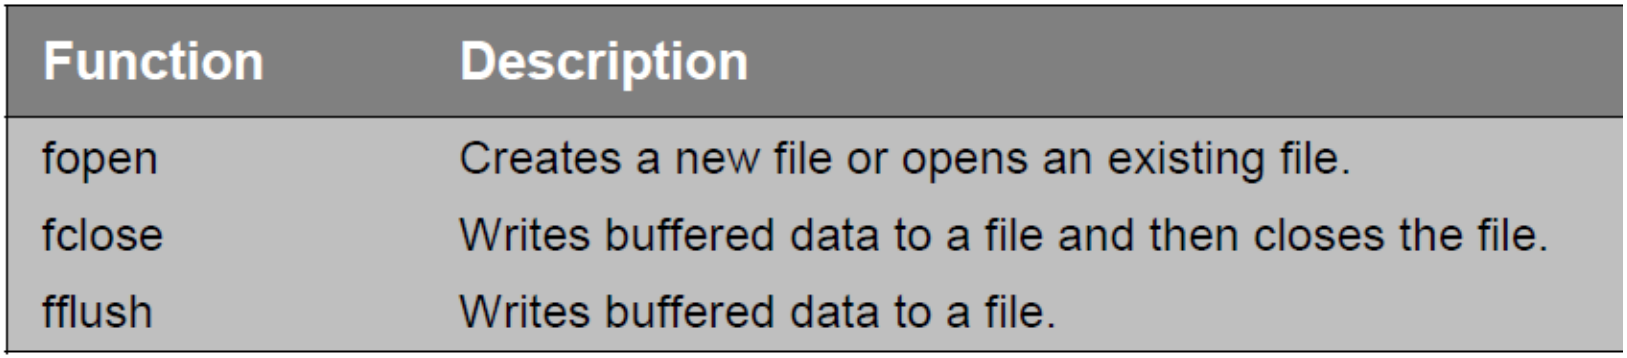 Function Description
fopen Creates a new file or opens an existing file.
fclose Writes buffered data to a file and then closes the file.
fflush Writes buffered data to a file.